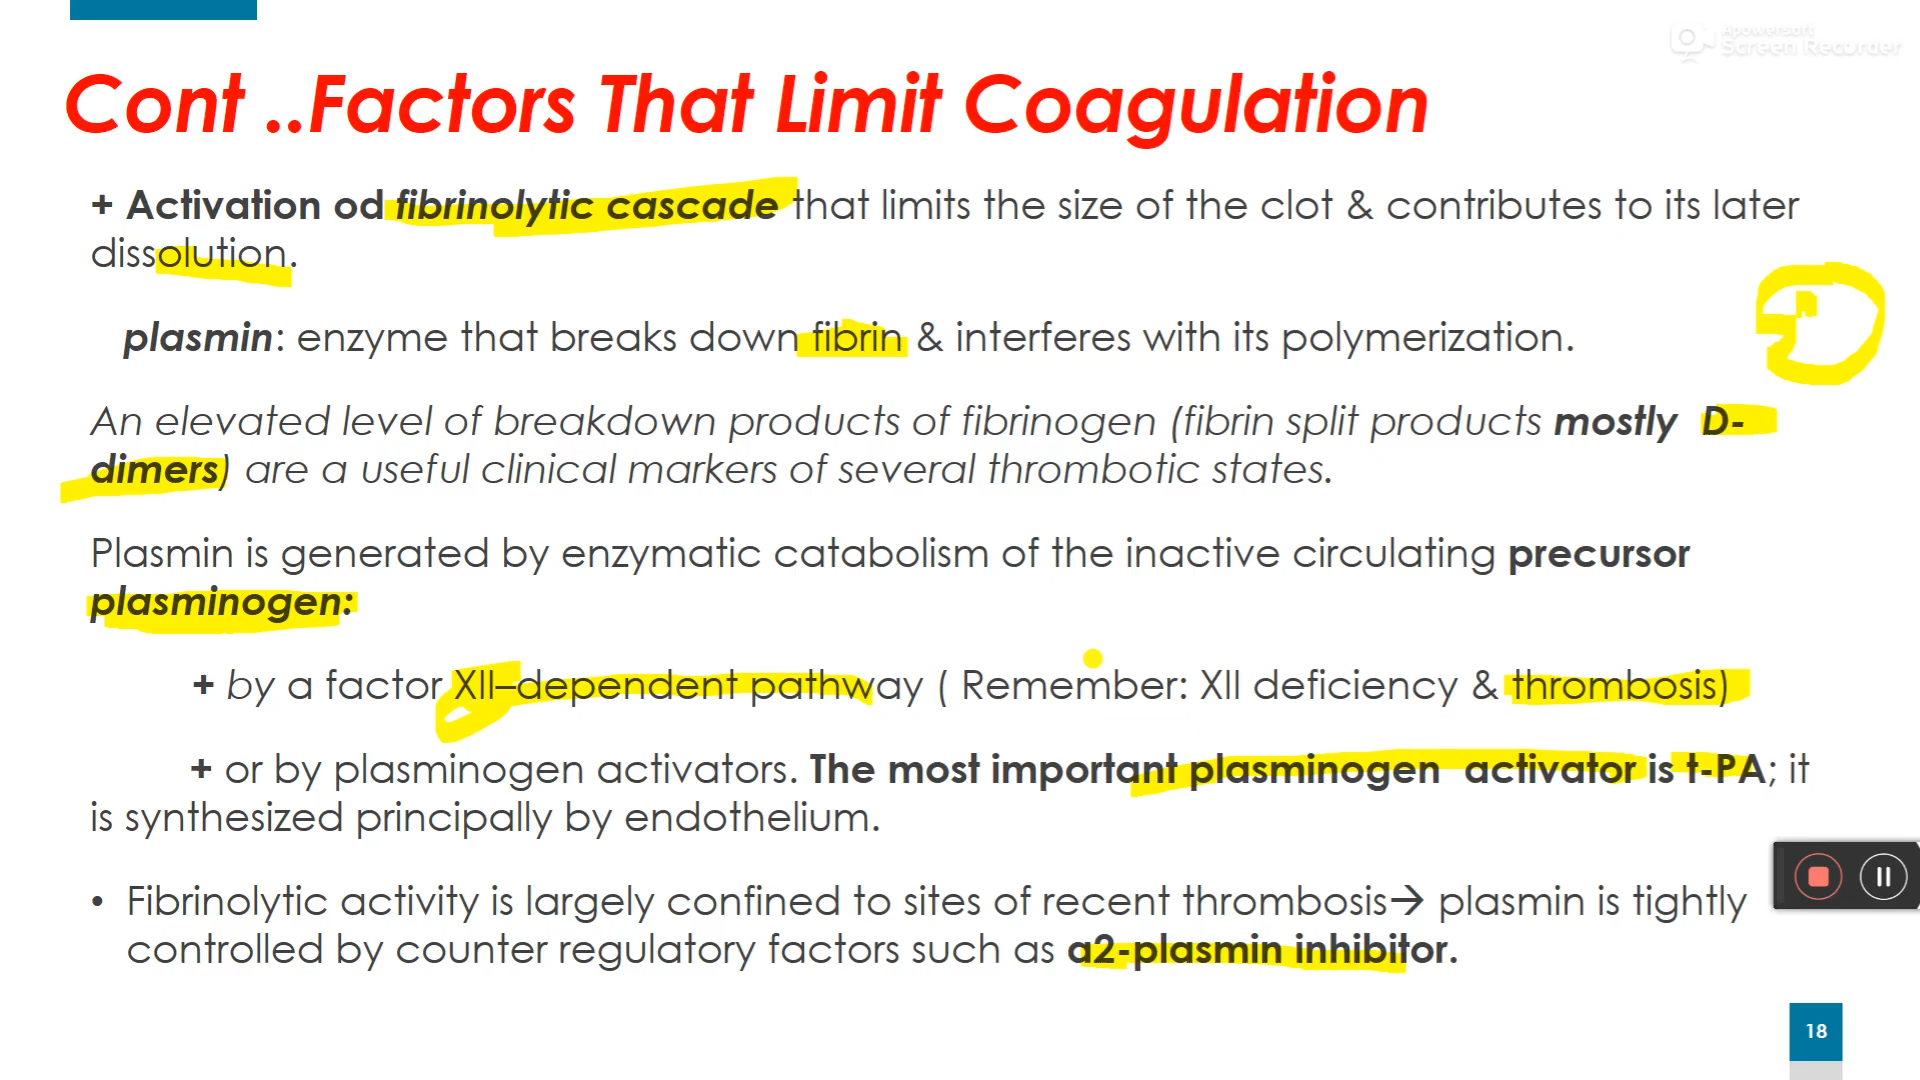 Apowersoft
Screen Recorder
Cont ..Factors That Limit Coagulation
+ Activation od fibrinolytic cascade that limits the size of the clot & contributes to its later
dissolution.
plasmin: enzyme that breaks down fibrin & interferes with its polymerization.
An elevated level of breakdown products of fibrinogen (fibrin split products mostly D-
dimers) are a useful clinical markers of several thrombotic states.
Plasmin is generated by enzymatic catabolism of the inactive circulating precursor
plasminogen:
+ by a factor XII–dependent pathway ( Remember: XII deficiency & thrombosis)
+ or by plasminogen activators. The most important plasminogen activator is t-PA; it
is synthesized principally by endothelium.
• Fibrinolytic activity is largely confined to sites of recent thrombosis→ plasmin is tightly
controlled by counter regulatory factors such as α2-plasmin inhibitor.
18